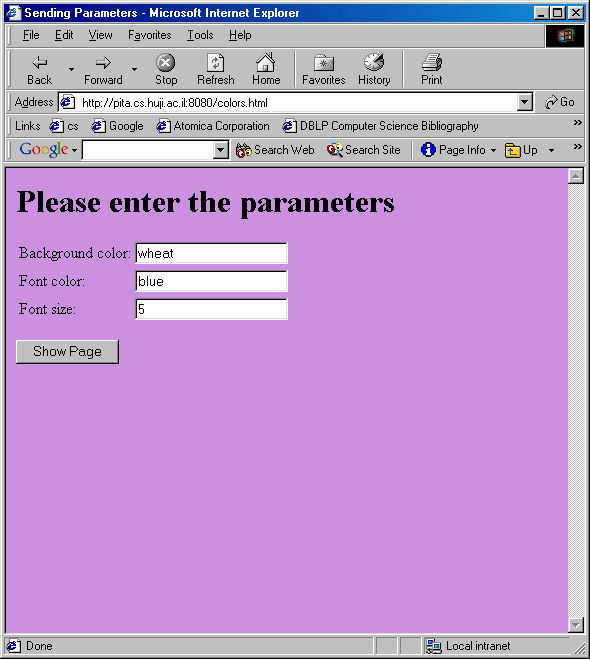 Sending Parameters - Microsoft Internet Explorer
File Edit View Favorites Tools Help
Back Forward Stop Refresh Home Favorites History Print
Address http://pita.cs.huji.ac.il:8080/colors.html Go
Links cs Google Atomica Corporation DBLP Computer Science Bibliography »
Google Search Web Search Site Page Info Up »
Please enter the parameters
Background color: wheat
Font color: blue
Font size: 5
Show Page
Done Local intranet